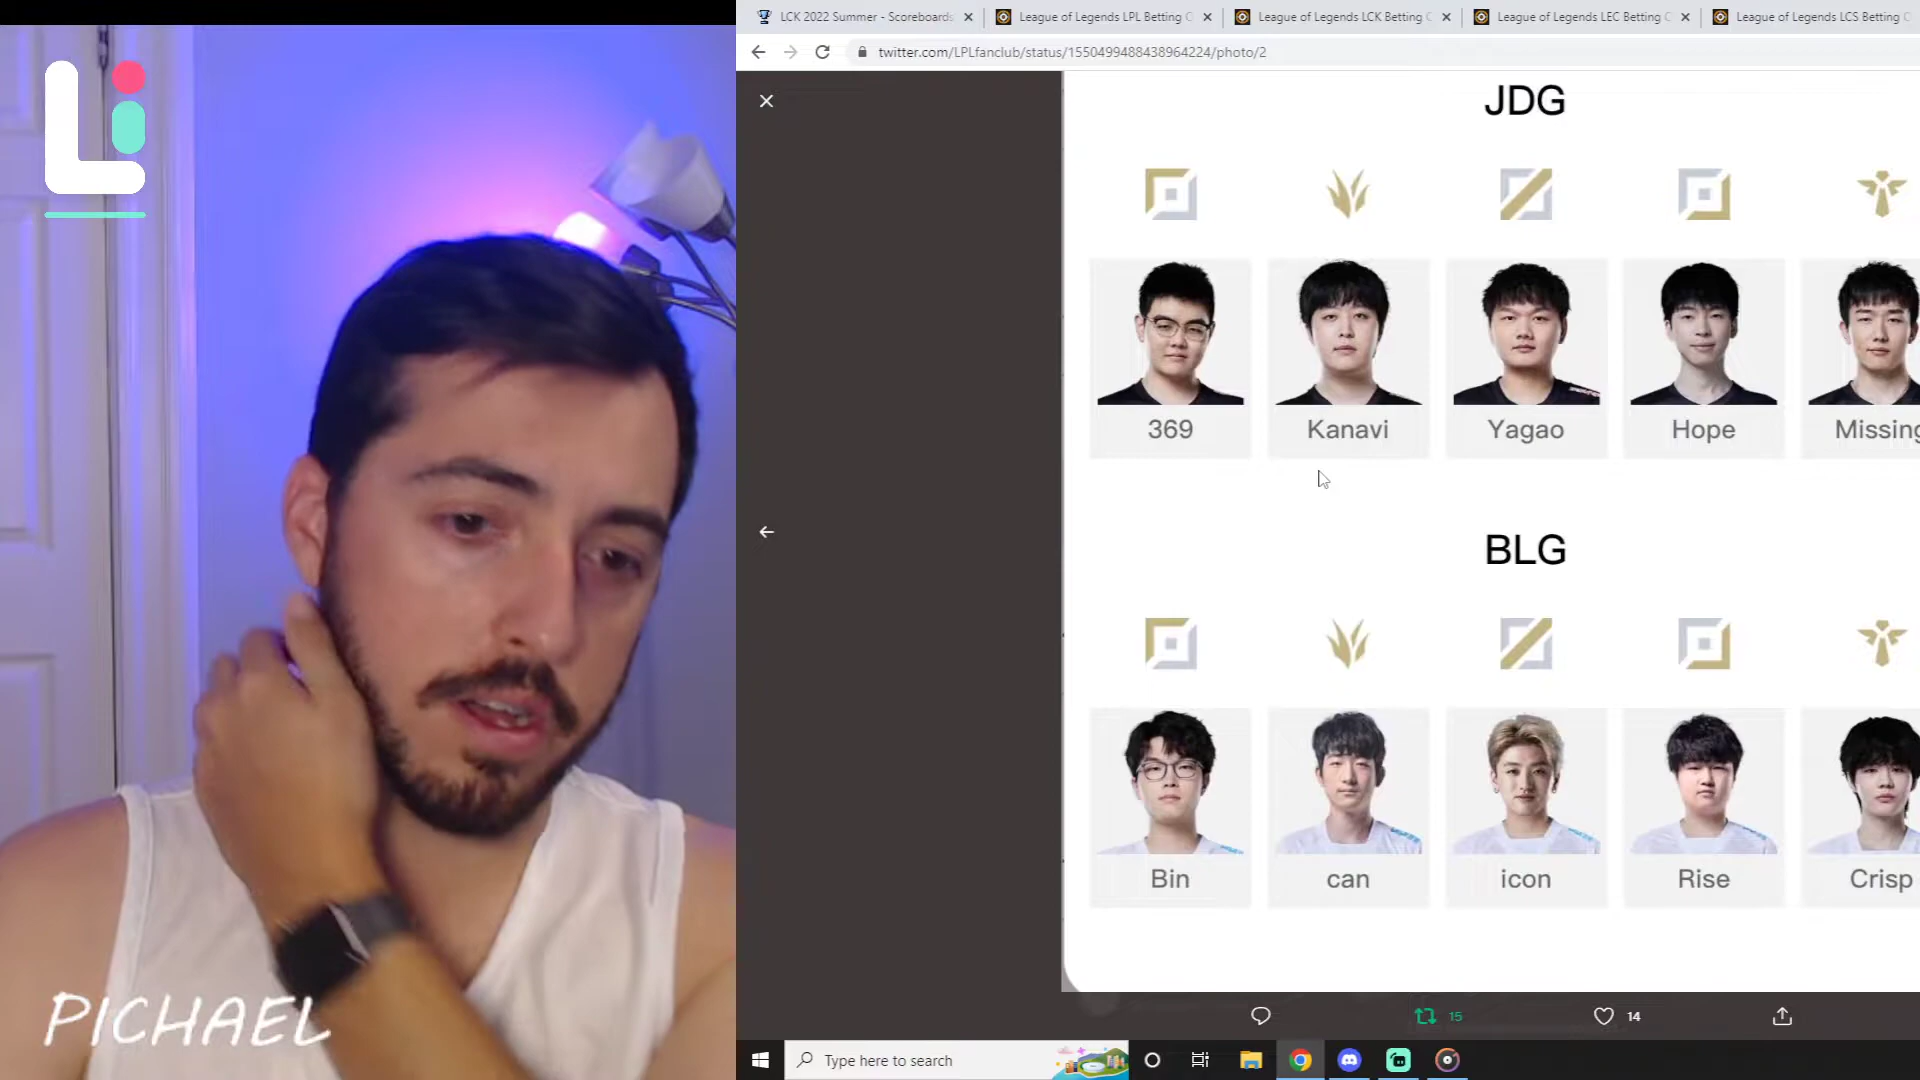 Li
LCK 2022 Summer - Scoreboards
League of Legends LPL Betting O
League of Legends LCK Betting
League of Legends LEC Betting O
League of Legends LCS Betting
twitter.com/LPLfanclub/status/1550499488438964224/photo/2
JDG
369 Kanavi Yagao Hope Missing
BLG
Bin can icon Rise Crisp
15 14
PICHAEL
Type here to search